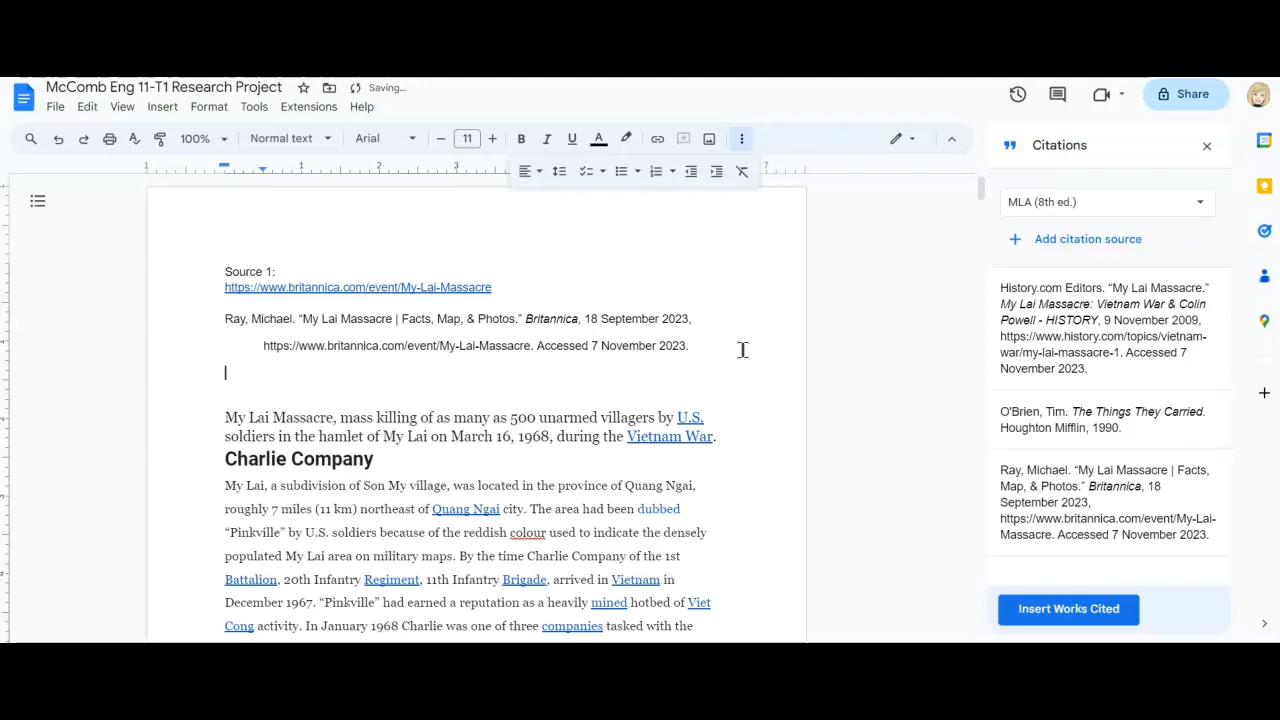 McComb Eng 11-T1 Research Project
Saving...
File Edit View Insert Format Tools Extensions Help
Share
100% Normal text Arial 11
1 1 2 3 7
Citations
MLA (8th ed.)
Add citation source
Source 1:
https://www.britannica.com/event/My-Lai-Massacre
Ray, Michael. “My Lai Massacre | Facts, Map, & Photos.” Britannica, 18 September 2023,
https://www.britannica.com/event/My-Lai-Massacre. Accessed 7 November 2023.
My Lai Massacre, mass killing of as many as 500 unarmed villagers by U.S.
soldiers in the hamlet of My Lai on March 16, 1968, during the Vietnam War.
Charlie Company
My Lai, a subdivision of Son My village, was located in the province of Quang Ngai,
roughly 7 miles (11 km) northeast of Quang Ngai city. The area had been dubbed
“Pinkville” by U.S. soldiers because of the reddish colour used to indicate the densely
populated My Lai area on military maps. By the time Charlie Company of the 1st
Battalion, 20th Infantry Regiment, 11th Infantry Brigade, arrived in Vietnam in
December 1967. “Pinkville” had earned a reputation as a heavily mined hotbed of Viet
Cong activity. In January 1968 Charlie was one of three companies tasked with the
History.com Editors. “My Lai Massacre.”
My Lai Massacre: Vietnam War & Colin
Powell - HISTORY, 9 November 2009,
https://www.history.com/topics/vietnam-
war/my-lai-massacre-1. Accessed 7
November 2023.
O'Brien, Tim. The Things They Carried.
Houghton Mifflin, 1990.
Ray, Michael. “My Lai Massacre | Facts,
Map, & Photos.” Britannica, 18
September 2023,
https://www.britannica.com/event/My-Lai-
Massacre. Accessed 7 November 2023.
Insert Works Cited